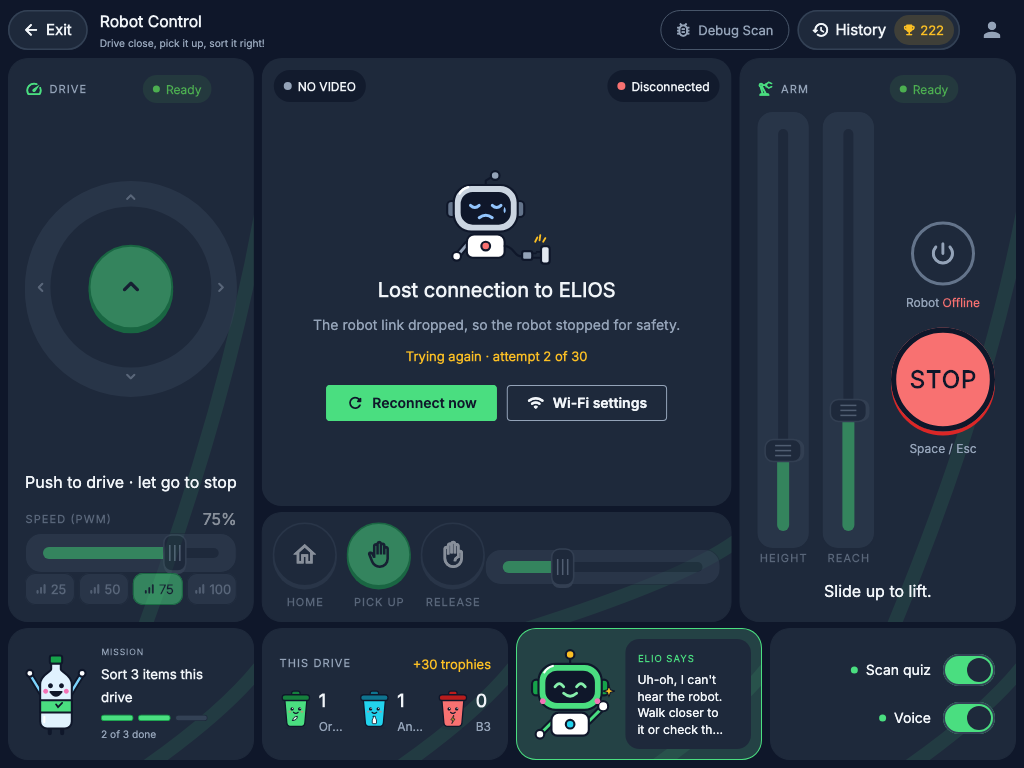 Exit
Robot Control
Drive close, pick it up, sort it right!
Debug Scan
History
222
DRIVE
Ready
Push to drive · let go to stop
SPEED (PWM)
75%
25
50
75
100
NO VIDEO
Disconnected
Lost connection to ELIOS
The robot link dropped, so the robot stopped for safety.
Trying again · attempt 2 of 30
Reconnect now
Wi-Fi settings
HOME
PICK UP
RELEASE
ARM
Ready
HEIGHT
REACH
Robot Offline
STOP
Space / Esc
Slide up to lift.
MISSION
Sort 3 items this
drive
2 of 3 done
THIS DRIVE
+30 trophies
1
Or...
1
An...
0
B3
ELIO SAYS
Uh-oh, I can't
hear the robot.
Walk closer to
it or check th...
Scan quiz
Voice